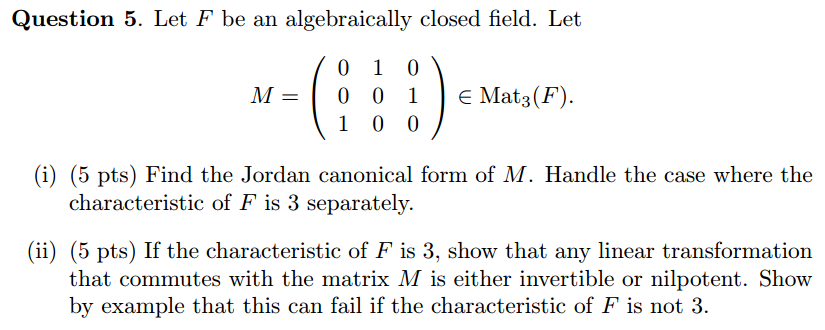 Question 5. Let F be an algebraically closed field. Let
M = \begin{pmatrix} 0 & 1 & 0 \\ 0 & 0 & 1 \\ 1 & 0 & 0 \end{pmatrix} ∈ Mat₃(F).
(i) (5 pts) Find the Jordan canonical form of M. Handle the case where the
characteristic of F is 3 separately.
(ii) (5 pts) If the characteristic of F is 3, show that any linear transformation
that commutes with the matrix M is either invertible or nilpotent. Show
by example that this can fail if the characteristic of F is not 3.